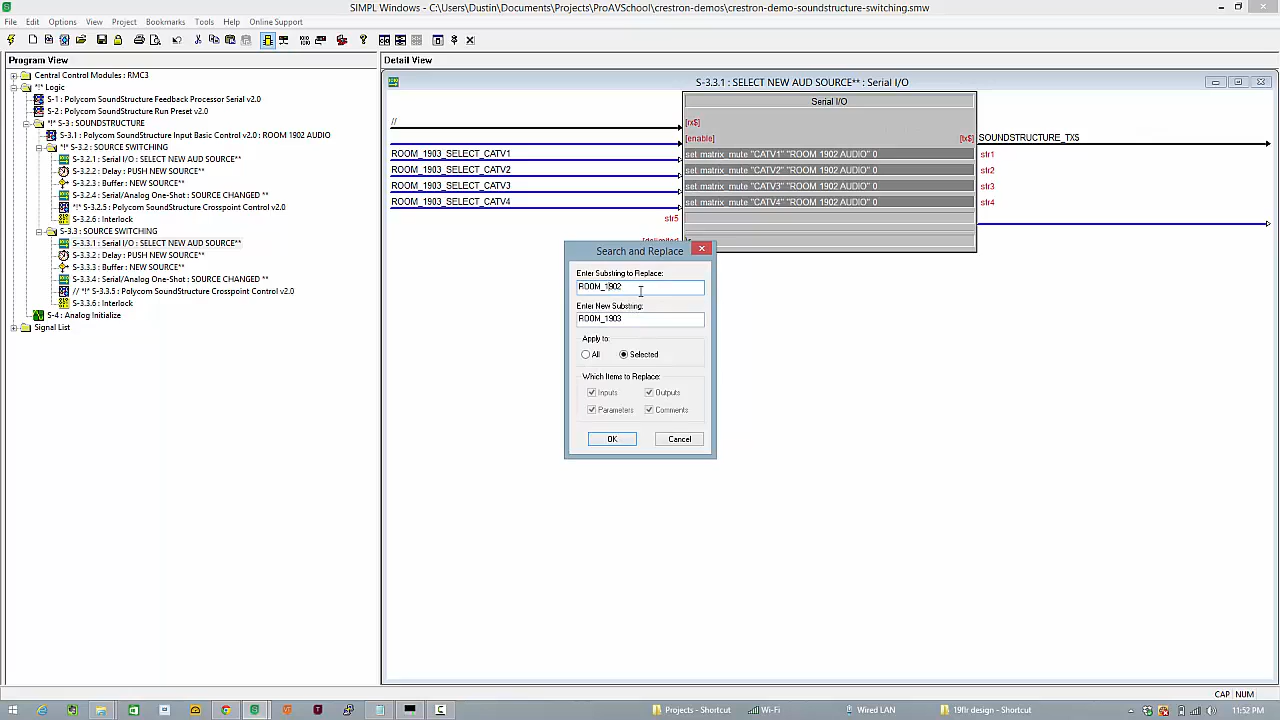 SIMPL Windows - C:\Users\Dustin\Documents\Projects\ProAVSchool\crestron-demos\crestron-demo-soundstructure-switching.smw
File Edit Options View Project Bookmarks Tools Help Online Support
Program View
Detail View
Central Control Modules : RMC3
*!* Logic
S-1 : Polycom SoundStructure Feedback Processor Serial v2.0
S-2 : Polycom SoundStructure Run Preset v2.0
*!* S-3 : SOUNDSTRUCTURE
S-3.1 : Polycom SoundStructure Input Basic Control v2.0 : ROOM 1902 AUDIO
*!* S-3.2 : SOURCE SWITCHING
S-3.2.1 : Serial I/O : SELECT NEW AUD SOURCE**
S-3.2.2 : Delay : PUSH NEW SOURCE**
S-3.2.3 : Buffer : NEW SOURCE**
S-3.2.4 : Serial/Analog One-Shot : SOURCE CHANGED **
*!* S-3.2.5 : Polycom SoundStructure Crosspoint Control v2.0
S-3.2.6 : Interlock
S-3.3 : SOURCE SWITCHING
S-3.3.1 : Serial I/O : SELECT NEW AUD SOURCE**
S-3.3.2 : Delay : PUSH NEW SOURCE**
S-3.3.3 : Buffer : NEW SOURCE**
S-3.3.4 : Serial/Analog One-Shot : SOURCE CHANGED **
// *!* S-3.3.5 : Polycom SoundStructure Crosspoint Control v2.0
S-3.3.6 : Interlock
S-4 : Analog Initialize
Signal List
S-3.3.1 : SELECT NEW AUD SOURCE** : Serial I/O
Serial I/O
// [rx$]
[enable] [tx$] SOUNDSTRUCTURE_TX$
ROOM_1903_SELECT_CATV1 set matrix_mute "CATV1" "ROOM 1902 AUDIO" 0 str1
ROOM_1903_SELECT_CATV2 set matrix_mute "CATV2" "ROOM 1902 AUDIO" 0 str2
ROOM_1903_SELECT_CATV3 set matrix_mute "CATV3" "ROOM 1902 AUDIO" 0 str3
ROOM_1903_SELECT_CATV4 set matrix_mute "CATV4" "ROOM 1902 AUDIO" 0 str4
str5
Search and Replace
Enter Substring to Replace:
ROOM_1902
Enter New Substring:
ROOM_1903
Apply to:
All Selected
Which Items to Replace:
Inputs Outputs
Parameters Comments
OK Cancel
CAP NUM
Projects - Shortcut Wi-Fi Wired LAN 19flr design - Shortcut 11:52 PM